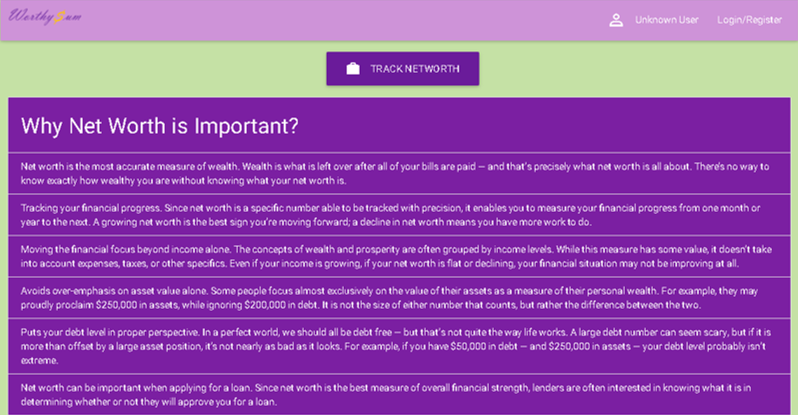 WorthySum
Unknown User
Login/Register
TRACK NETWORTH
Why Net Worth is Important?
Net worth is the most accurate measure of wealth. Wealth is what is left over after all of your bills are paid — and that's precisely what net worth is all about. There's no way to
know exactly how wealthy you are without knowing what your net worth is.
Tracking your financial progress. Since net worth is a specific number able to be tracked with precision, it enables you to measure your financial progress from one month or
year to the next. A growing net worth is the best sign you're moving forward; a decline in net worth means you have more work to do.
Moving the financial focus beyond income alone. The concepts of wealth and prosperity are often grouped by income levels. While this measure has some value, it doesn't take
into account expenses, taxes, or other specifics. Even if your income is growing, if your net worth is flat or declining, your financial situation may not be improving at all.
Avoids over-emphasis on asset value alone. Some people focus almost exclusively on the value of their assets as a measure of their personal wealth. For example, they may
proudly proclaim $250,000 in assets, while ignoring $200,000 in debt. It is not the size of either number that counts, but rather the difference between the two.
Puts your debt level in proper perspective. In a perfect world, we should all be debt free — but that's not quite the way life works. A large debt number can seem scary, but if it is
more than offset by a large asset position, it's not nearly as bad as it looks. For example, if you have $50,000 in debt — and $250,000 in assets — your debt level probably isn't
extreme.
Net worth can be important when applying for a loan. Since net worth is the best measure of overall financial strength, lenders are often interested in knowing what it is in
determining whether or not they will approve you for a loan.